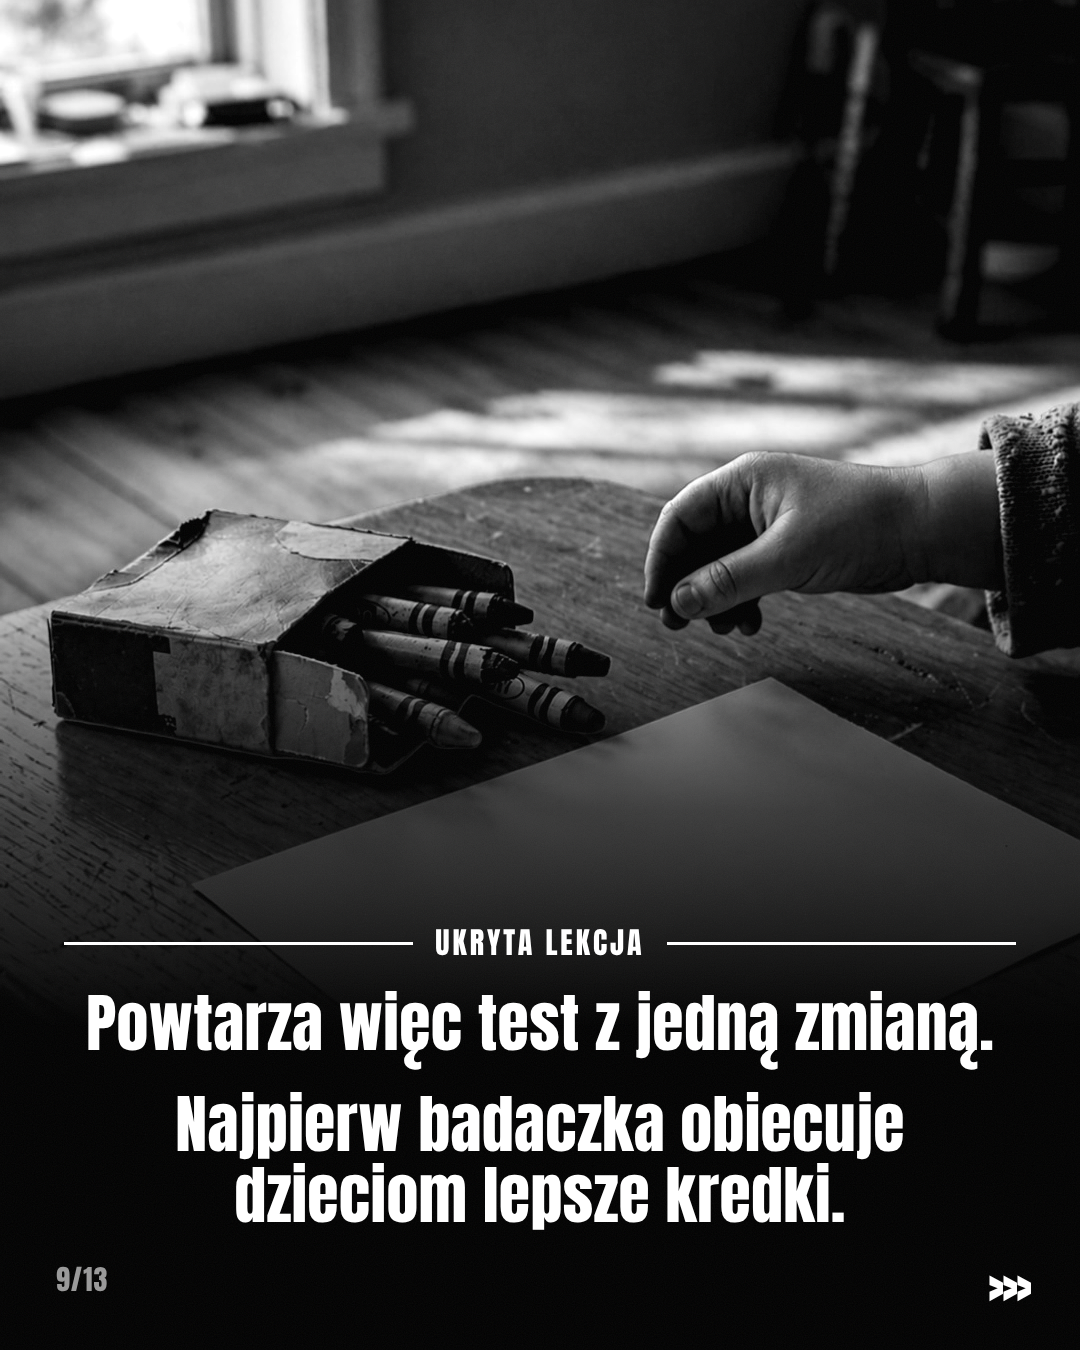 UKRYTA LEKCJA
Powtarza więc test z jedną zmianą.
Najpierw badaczka obiecuje
dzieciom lepsze kredki.
9/13